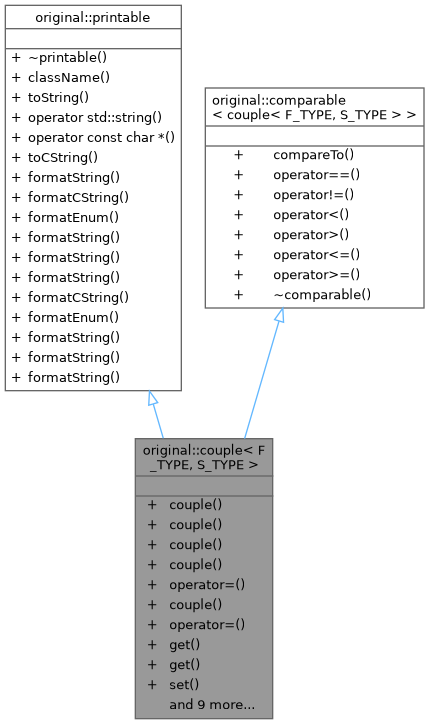 original::printable
+ ~printable()
+ className()
+ toString()
+ operator std::string()
+ operator const char *()
+ toCString()
+ formatString()
+ formatCString()
+ formatEnum()
+ formatString()
+ formatString()
+ formatString()
+ formatCString()
+ formatEnum()
+ formatString()
+ formatString()
+ formatString()
original::comparable
< couple< F_TYPE, S_TYPE > >
+ compareTo()
+ operator==()
+ operator!=()
+ operator<()
+ operator>()
+ operator<=()
+ operator>=()
+ ~comparable()
original::couple< F
_TYPE, S_TYPE >
+ couple()
+ couple()
+ couple()
+ couple()
+ operator=()
+ couple()
+ operator=()
+ get()
+ get()
+ set()
and 9 more...